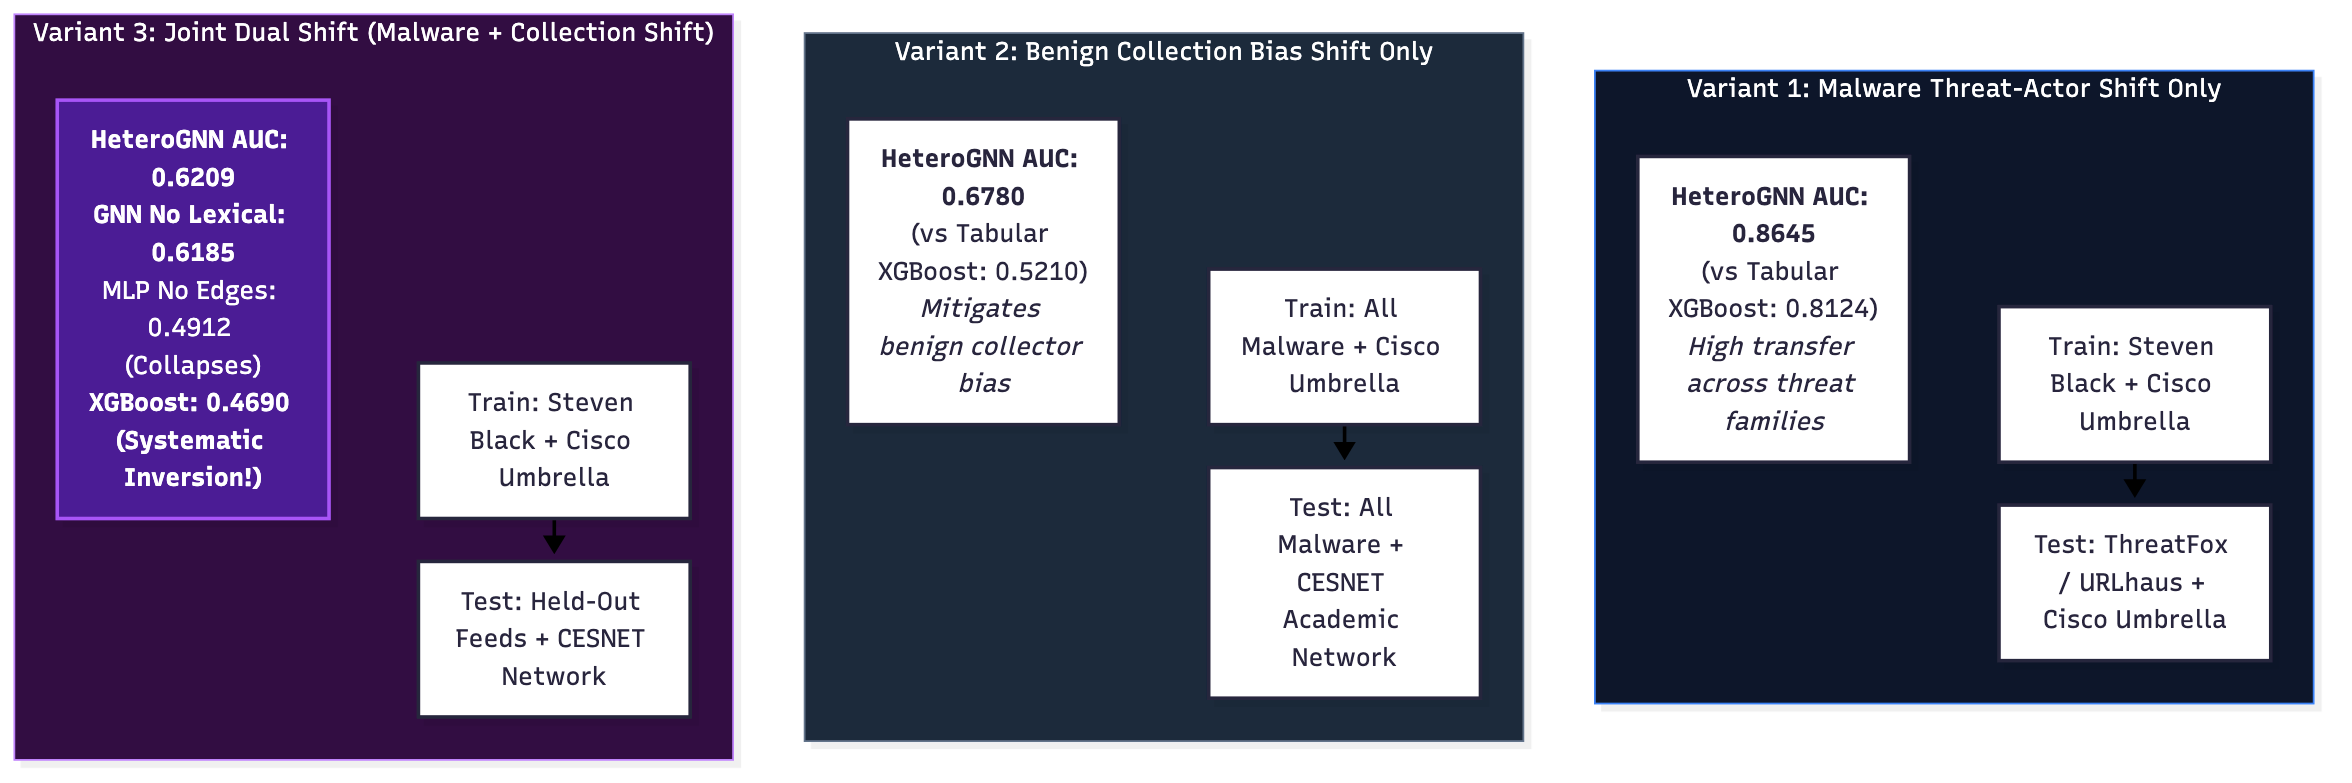 Variant 3: Joint Dual Shift (Malware + Collection Shift)
HeteroGNN AUC:
0.6209
GNN No Lexical:
0.6185
MLP No Edges:
0.4912
(Collapses)
XGBoost: 0.4690
(Systematic
Inversion!)
Train: Steven
Black + Cisco
Umbrella
Test: Held-Out
Feeds + CESNET
Network
Variant 2: Benign Collection Bias Shift Only
HeteroGNN AUC:
0.6780
(vs Tabular
XGBoost: 0.5210)
Mitigates
benign collector
bias
Train: All
Malware + Cisco
Umbrella
Test: All
Malware +
CESNET
Academic
Network
Variant 1: Malware Threat-Actor Shift Only
HeteroGNN AUC:
0.8645
(vs Tabular
XGBoost: 0.8124)
High transfer
across threat
families
Train: Steven
Black + Cisco
Umbrella
Test: ThreatFox
/ URLhaus +
Cisco Umbrella